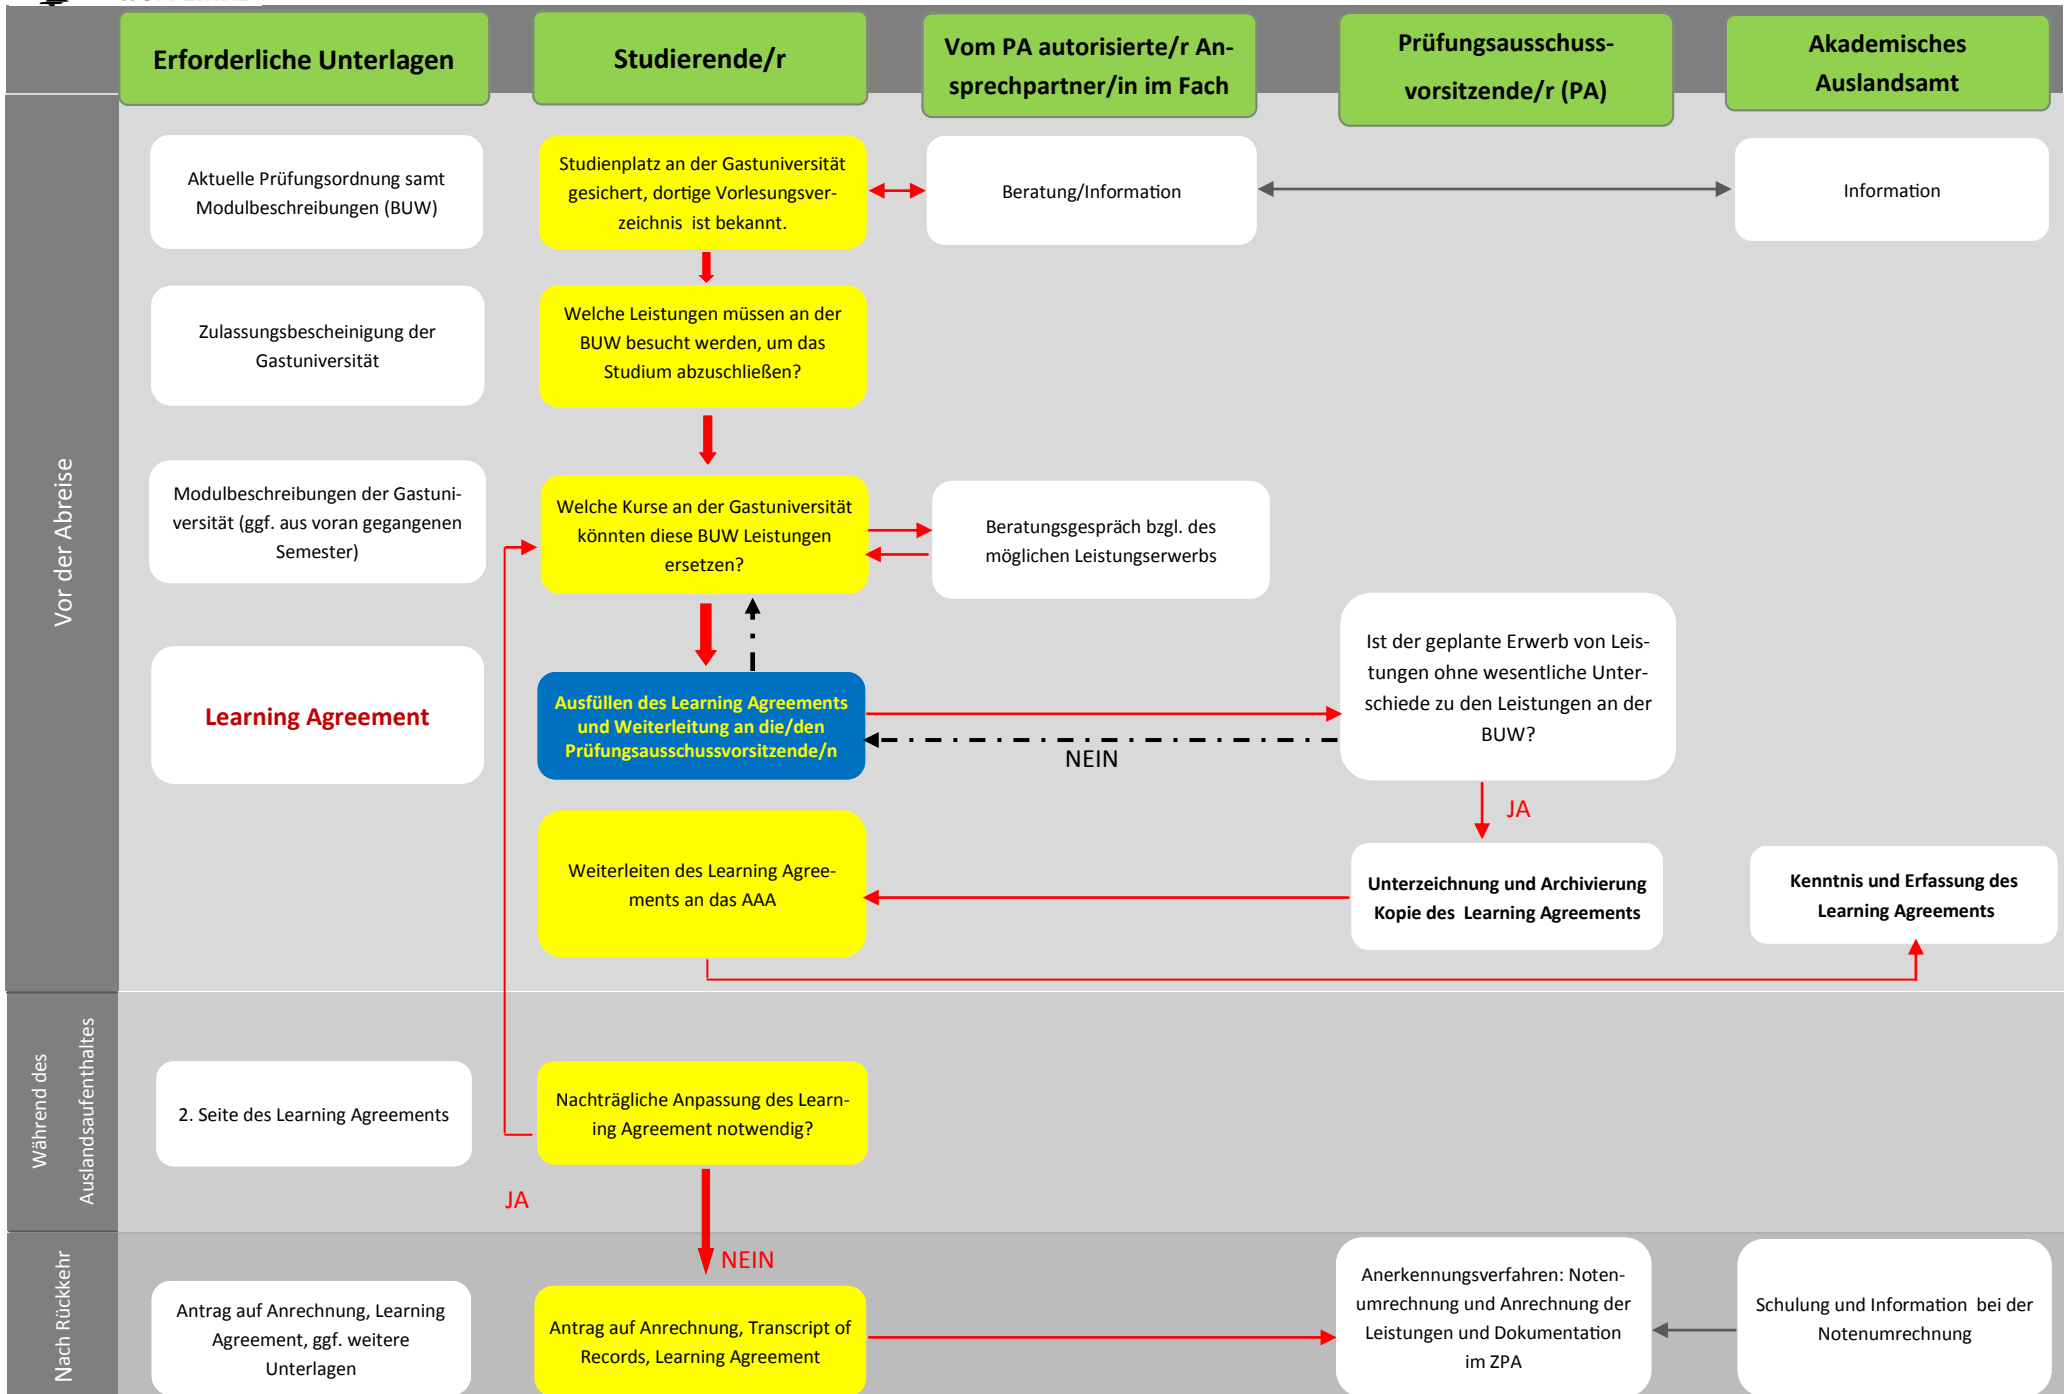 Erforderliche Unterlagen
Studierende/r
Vom PA autorisierte/r An-
sprechpartner/in im Fach
Prüfungsausschuss-
vorsitzende/r (PA)
Akademisches
Auslandsamt
Vor der Abreise
Aktuelle Prüfungsordnung samt
Modulbeschreibungen (BUW)
Studienplatz an der Gastuniversität
gesichert, dortige Vorlesungsver-
zeichnis ist bekannt.
Beratung/Information
Information
Zulassungsbescheinigung der
Gastuniversität
Welche Leistungen müssen an der
BUW besucht werden, um das
Studium abzuschließen?
Modulbeschreibungen der Gastuni-
versität (ggf. aus voran gegangenen
Semester)
Welche Kurse an der Gastuniversität
könnten diese BUW Leistungen
ersetzen?
Beratungsgespräch bzgl. des
möglichen Leistungserwerbs
Learning Agreement
Ausfüllen des Learning Agreements
und Weiterleitung an die/den
Prüfungsausschussvorsitzende/n
Ist der geplante Erwerb von Leis-
tungen ohne wesentliche Unter-
schiede zu den Leistungen an der
BUW?
NEIN
JA
Weiterleiten des Learning Agree-
ments an das AAA
Unterzeichnung und Archivierung
Kopie des Learning Agreements
Kenntnis und Erfassung des
Learning Agreements
Während des
Auslandsaufenthaltes
2. Seite des Learning Agreements
Nachträgliche Anpassung des Learn-
ing Agreement notwendig?
JA
NEIN
Nach Rückkehr
Antrag auf Anrechnung, Learning
Agreement, ggf. weitere
Unterlagen
Antrag auf Anrechnung, Transcript of
Records, Learning Agreement
Anerkennungsverfahren: Noten-
umrechnung und Anrechnung der
Leistungen und Dokumentation
im ZPA
Schulung und Information bei der
Notenumrechnung